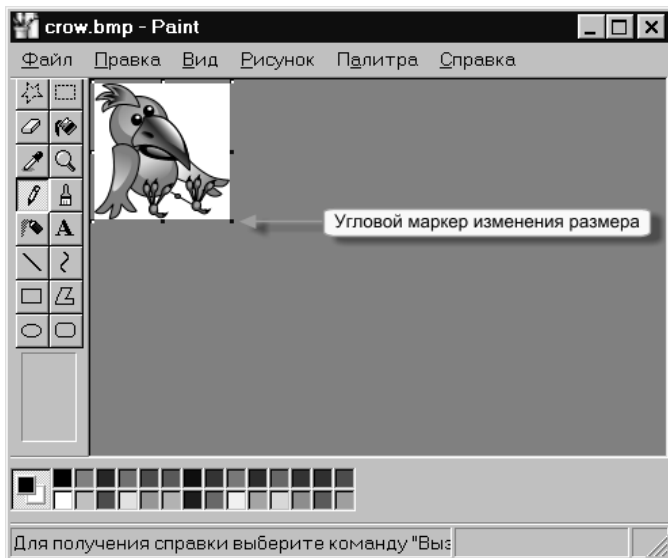 crow.bmp - Paint
Файл Правка Вид Рисунок Палитра Справка
A
Угловой маркер изменения размера
Для получения справки выберите команду "Выз